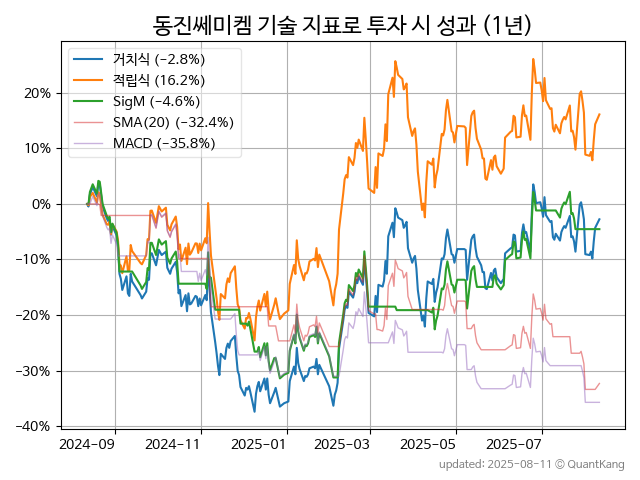 동진쎄미켐 기술 지표로 투자 시 성과 (1년)
거치식 (−2.8%)
적립식 (16.2%)
SigM (−4.6%)
SMA(20) (−32.4%)
MACD (−35.8%)
20%
10%
0%
−10%
−20%
−30%
−40%
2024-09 2024-11 2025-01 2025-03 2025-05 2025-07
updated: 2025-08-11 © QuantKang